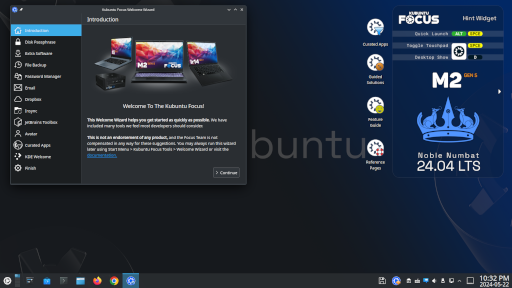 Kubuntu Focus Welcome Wizard
Introduction
Introduction
Disk Passphrase
Extra Software
File Backup
Password Manager
Email
Dropbox
Insync
JetBrains Toolbox
Avatar
Curated Apps
KDE Welcome
Finish
M2
FOCUS
Welcome To The Kubuntu Focus!
This Welcome Wizard helps you get started as quickly as possible. We have
included many tools we feel most developers should consider.
This is not an endorsement of any product, and the Focus Team is not
compensated in any way for these suggestions. You may always run this wizard
later using Start Menu > Kubuntu Focus Tools > Welcome Wizard or visit the
documentation.
Continue
buntu
Curated Apps
Guided
Solutions
Feature
Guide
Reference
Pages
KUBUNTU
FOCUS
Hint Widget
Quick Launch ALT SPCE
Toggle Touchpad SPCE
Desktop Show D
M2 GEN 5
Noble Numbat
24.04 LTS
10:32 PM
2024-05-22